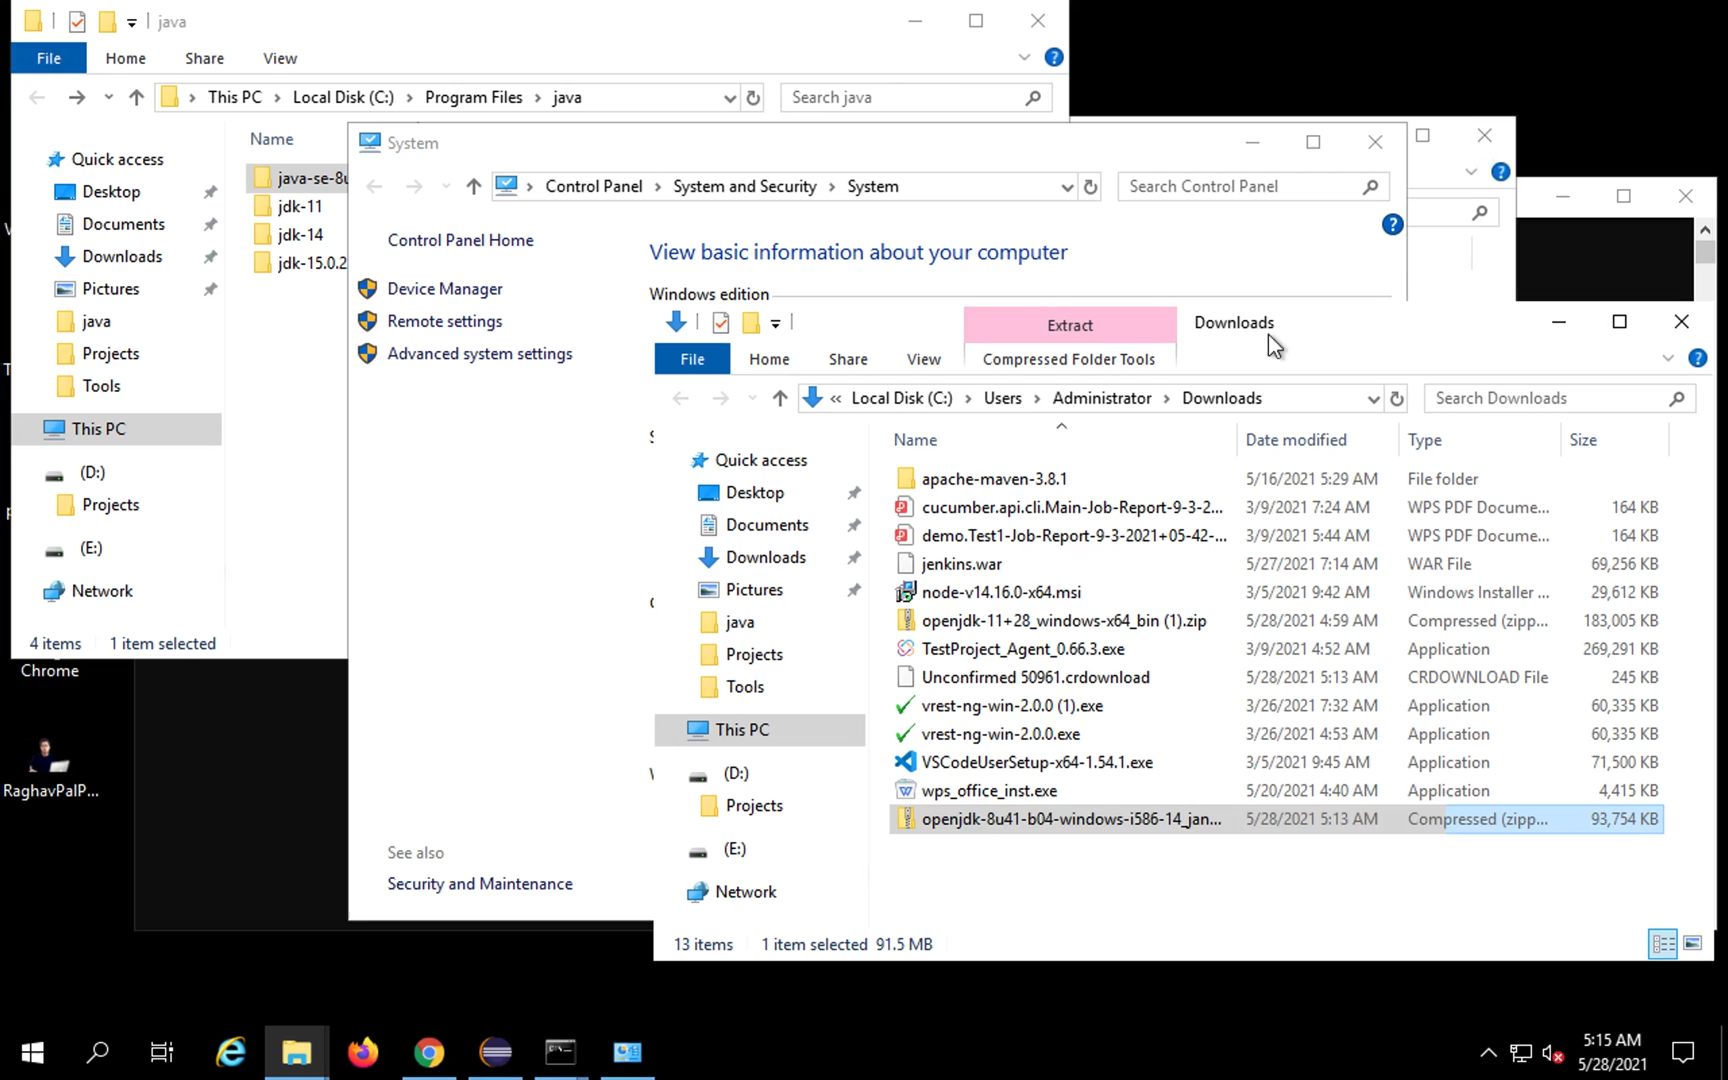 java
File Home Share View
This PC Local Disk (C:) Program Files java
Search java
Quick access
Desktop
Documents
Downloads
Pictures
java
Projects
Tools
This PC
(D:)
Projects
(E:)
Network
Name
java-se-8u
jdk-11
jdk-14
jdk-15.0.2
4 items 1 item selected
System
Control Panel System and Security System
Search Control Panel
Control Panel Home
Device Manager
Remote settings
Advanced system settings
View basic information about your computer
Windows edition
See also
Security and Maintenance
Extract
Downloads
File Home Share View Compressed Folder Tools
« Local Disk (C:) Users Administrator Downloads
Search Downloads
Quick access
Desktop
Documents
Downloads
Pictures
java
Projects
Tools
This PC
(D:)
Projects
(E:)
Network
Name Date modified Type Size
apache-maven-3.8.1 5/16/2021 5:29 AM File folder
cucumber.api.cli.Main-Job-Report-9-3-2... 3/9/2021 7:24 AM WPS PDF Docume... 164 KB
demo.Test1-Job-Report-9-3-2021+05-42-... 3/9/2021 5:44 AM WPS PDF Docume... 164 KB
jenkins.war 5/27/2021 7:14 AM WAR File 69,256 KB
node-v14.16.0-x64.msi 3/5/2021 9:42 AM Windows Installer ... 29,612 KB
openjdk-11+28_windows-x64_bin (1).zip 5/28/2021 4:59 AM Compressed (zipp... 183,005 KB
TestProject_Agent_0.66.3.exe 3/9/2021 4:52 AM Application 269,291 KB
Unconfirmed 50961.crdownload 5/28/2021 5:13 AM CRDOWNLOAD File 245 KB
vrest-ng-win-2.0.0 (1).exe 3/26/2021 7:32 AM Application 60,335 KB
vrest-ng-win-2.0.0.exe 3/26/2021 4:53 AM Application 60,335 KB
VSCodeUserSetup-x64-1.54.1.exe 3/5/2021 9:45 AM Application 71,500 KB
wps_office_inst.exe 5/20/2021 4:40 AM Application 4,415 KB
openjdk-8u41-b04-windows-i586-14_jan... 5/28/2021 5:13 AM Compressed (zipp... 93,754 KB
13 items 1 item selected 91.5 MB
Chrome
RaghavPalP...
5:15 AM
5/28/2021